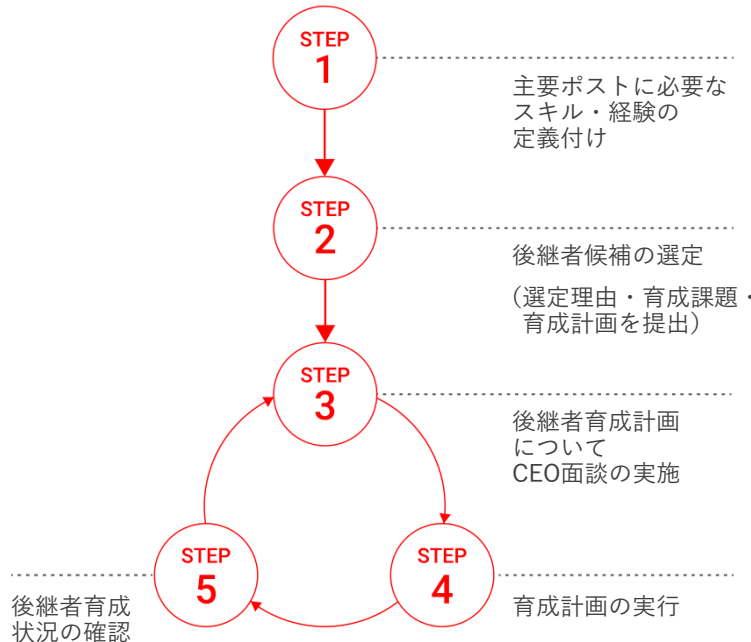 STEP
1
主要ポストに必要な
スキル・経験の
定義付け
STEP
2
後継者候補の選定
(選定理由・育成課題・
育成計画を提出)
STEP
3
後継者育成計画
について
CEO面談の実施
STEP
4
育成計画の実行
STEP
5
後継者育成
状況の確認